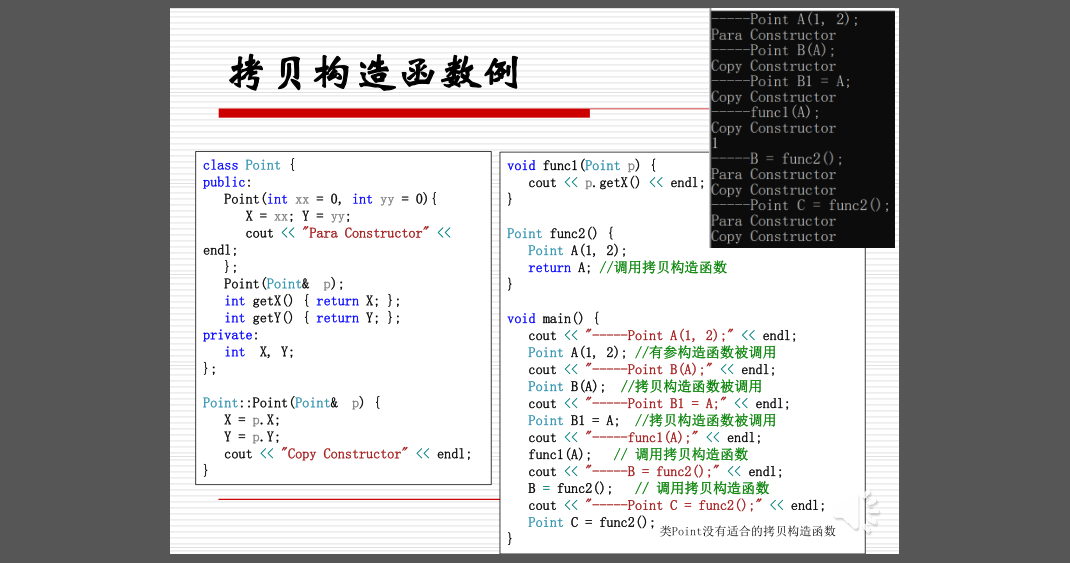 拷贝构造函数例
-----Point A(1, 2);
Para Constructor
-----Point B(A);
Copy Constructor
-----Point B1 = A;
Copy Constructor
-----func1(A);
Copy Constructor
1
-----B = func2();
Para Constructor
Copy Constructor
-----Point C = func2();
Para Constructor
Copy Constructor
class Point {
public:
Point(int xx = 0, int yy = 0){
X = xx; Y = yy;
cout << "Para Constructor" <<
endl;
};
Point(Point& p);
int getX() { return X; };
int getY() { return Y; };
private:
int X, Y;
};
Point::Point(Point& p) {
X = p.X;
Y = p.Y;
cout << "Copy Constructor" << endl;
}
void func1(Point p) {
cout << p.getX() << endl;
}
Point func2() {
Point A(1, 2);
return A; //调用拷贝构造函数
}
void main() {
cout << "-----Point A(1, 2);" << endl;
Point A(1, 2); //有参构造函数被调用
cout << "-----Point B(A);" << endl;
Point B(A); //拷贝构造函数被调用
cout << "-----Point B1 = A;" << endl;
Point B1 = A; //拷贝构造函数被调用
cout << "-----func1(A);" << endl;
func1(A); // 调用拷贝构造函数
cout << "-----B = func2();" << endl;
B = func2(); // 调用拷贝构造函数
cout << "-----Point C = func2();" << endl;
Point C = func2();
类Point没有适合的拷贝构造函数
}